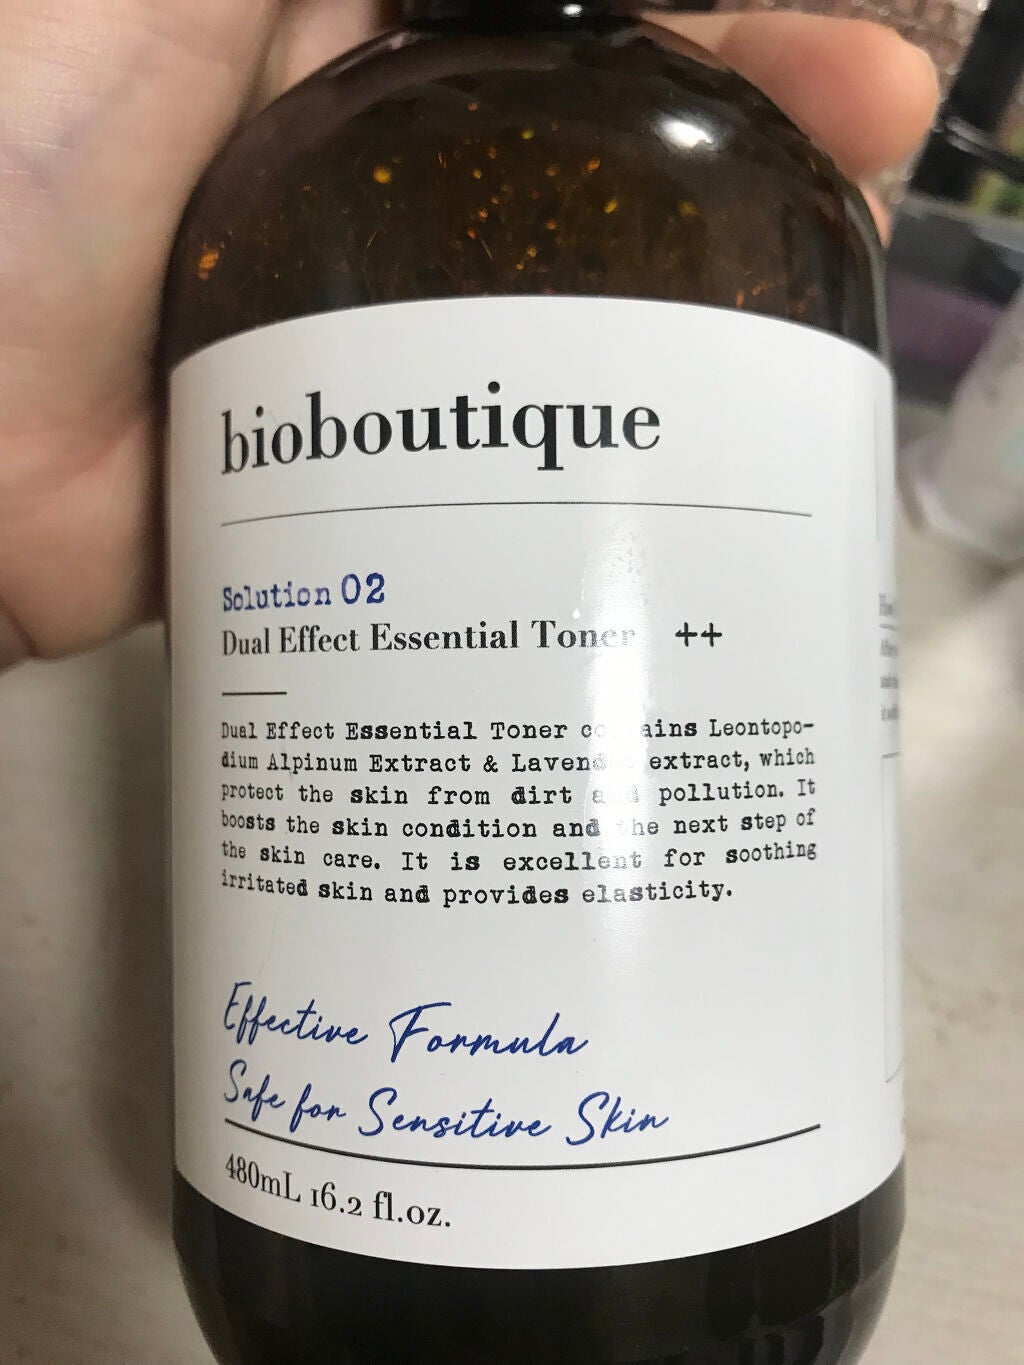 bioboutique
Solution 02
Dual Effect Essential Toner ++
Dual Effect Essential Toner contains Leontopo-
dium Alpinum Extract & Lavender extract, which
protect the skin from dirt and pollution. It
boosts the skin condition and the next step of
the skin care. It is excellent for soothing
irritated skin and provides elasticity.
Effective Formula
Safe for Sensitive Skin
480mL 16.2 fl.oz.